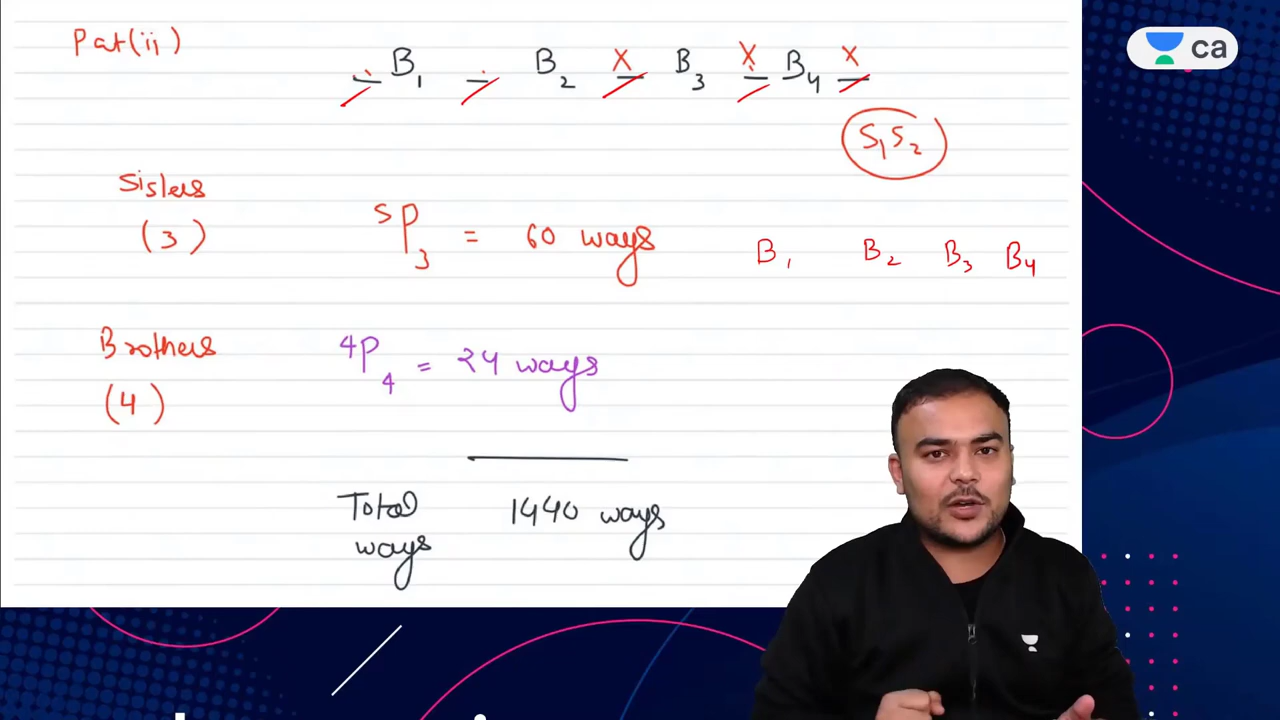 Pat(ii)
_ B1 _ B2 _ B3 _ B4 _
X X X
S1S2
Sisters
(3)
5P3 = 60 ways
B1 B2 B3 B4
Brothers
(4)
4P4 = 24 ways
Total ways
1440 ways
ca